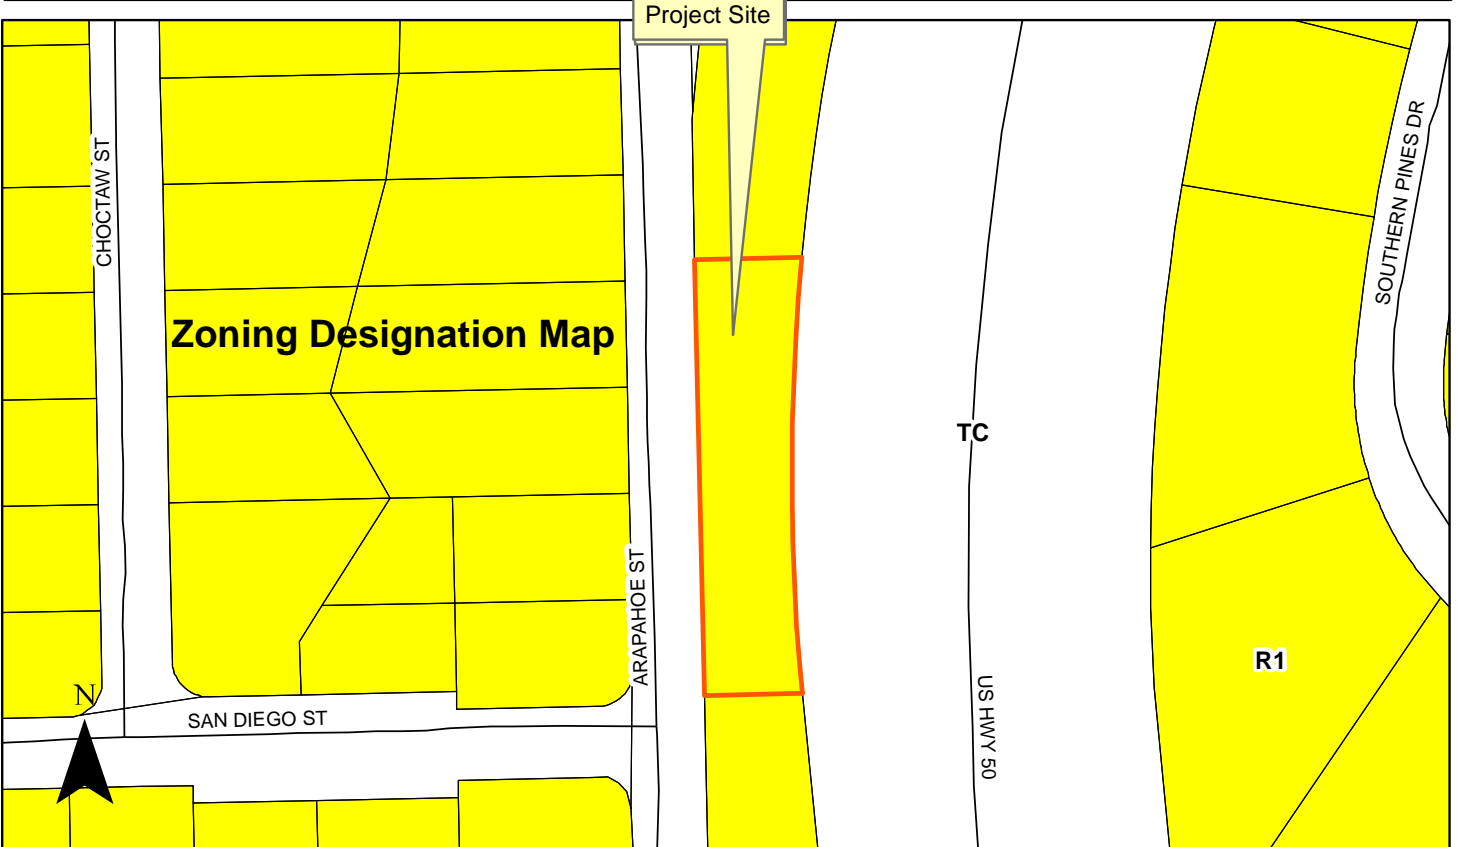 Project Site
CHOCTAW ST
SOUTHERN PINES DR
Zoning Designation Map
TC
ARAPAHOE ST
R1
N
SAN DIEGO ST
US HWY 50